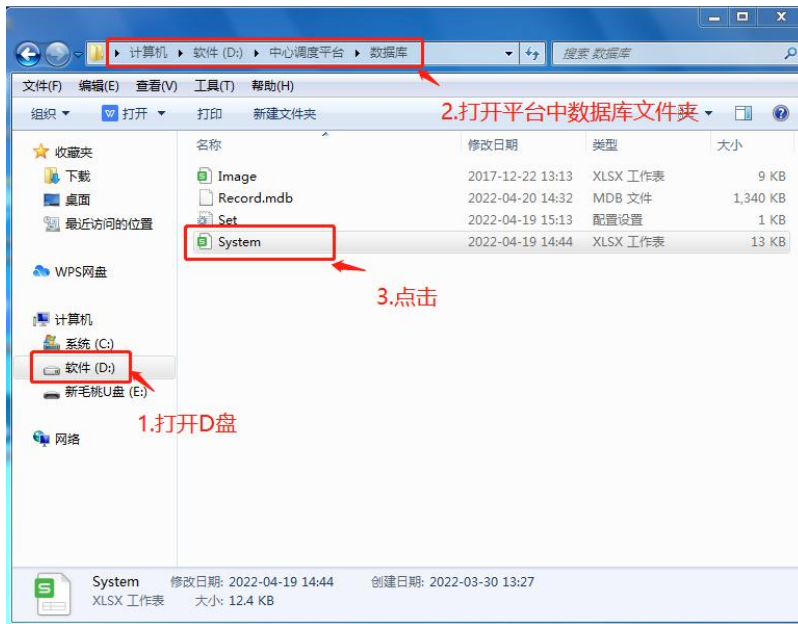 计算机 ▸ 软件 (D:) ▸ 中心调度平台 ▸ 数据库
搜索 数据库
文件(F) 编辑(E) 查看(V) 工具(T) 帮助(H)
组织 打开 打印 新建文件夹
2.打开平台中数据库文件夹
名称 修改日期 类型 大小
收藏夹
下载
桌面
最近访问的位置
WPS网盘
计算机
系统 (C:)
软件 (D:)
新毛桃U盘 (E:)
网络
Image 2017-12-22 13:13 XLSX 工作表 9 KB
Record.mdb 2022-04-20 14:32 MDB 文件 1,340 KB
Set 2022-04-19 15:13 配置设置 1 KB
System 2022-04-19 14:44 XLSX 工作表 13 KB
3.点击
1.打开D盘
System 修改日期: 2022-04-19 14:44 创建日期: 2022-03-30 13:27
XLSX 工作表 大小: 12.4 KB